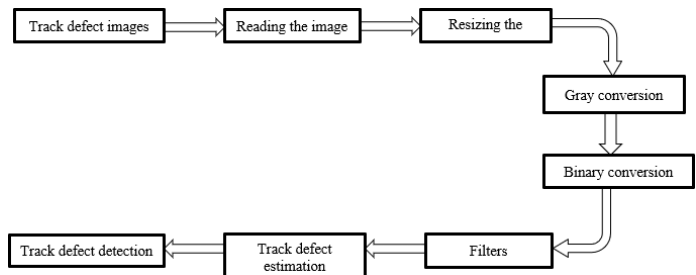 Track defect images
Reading the image
Resizing the
Gray conversion
Binary conversion
Filters
Track defect
estimation
Track defect detection